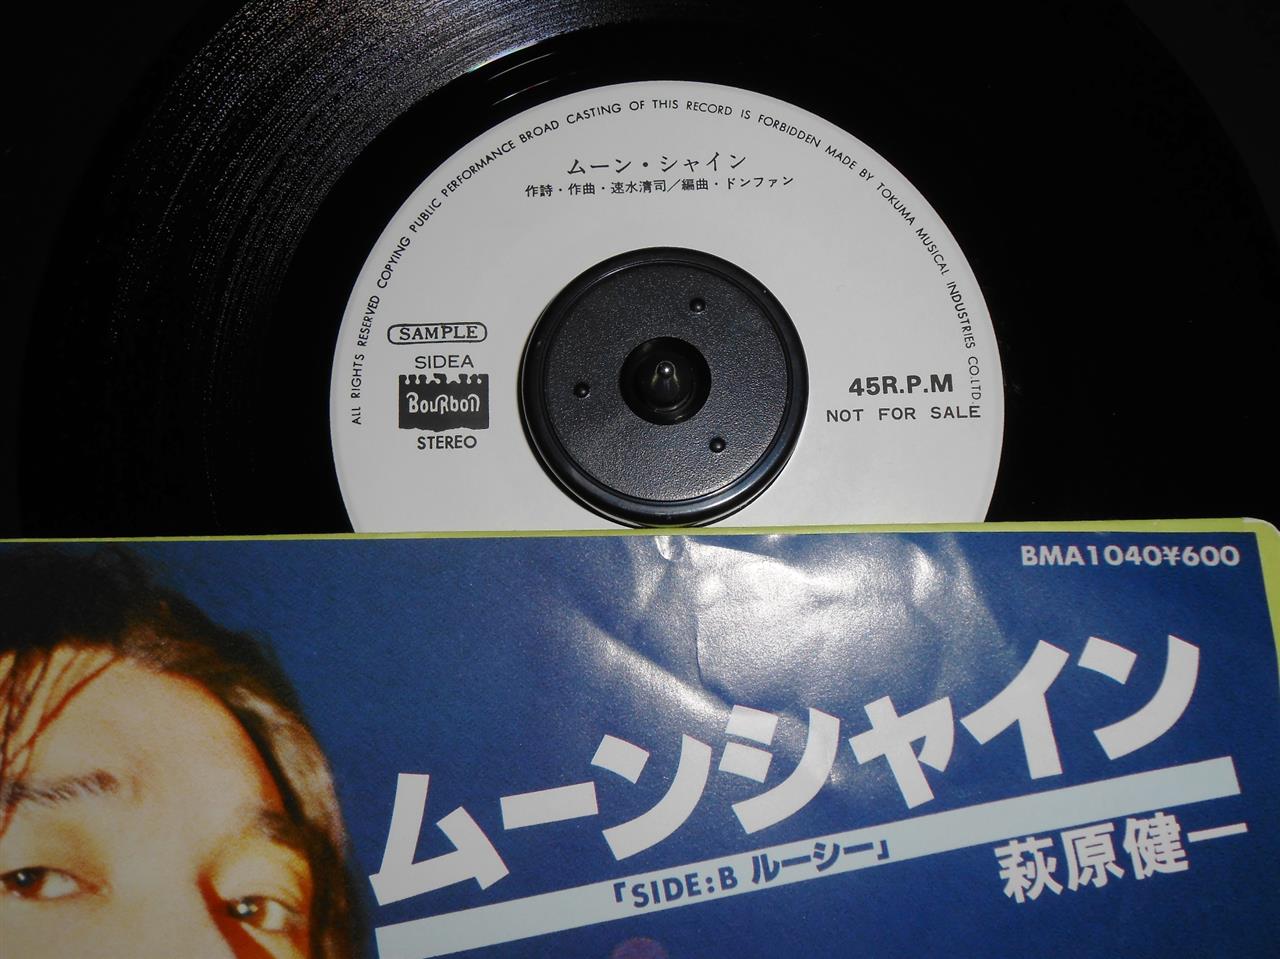 ALL RIGHTS RESERVED COPYING PUBLIC PERFORMANCE BROAD CASTING OF THIS RECORD IS FORBIDDEN MADE BY TOKUMA MUSICAL INDUSTRIES CO.LTD.
ムーン・シャイン
作詩・作曲・速水清司/編曲・ドンファン
SAMPLE
SIDEA
BouRbon
STEREO
45R.P.M
NOT FOR SALE
BMA1040¥600
ムーンシャイン
「SIDE:B ルーシー」
萩原健一